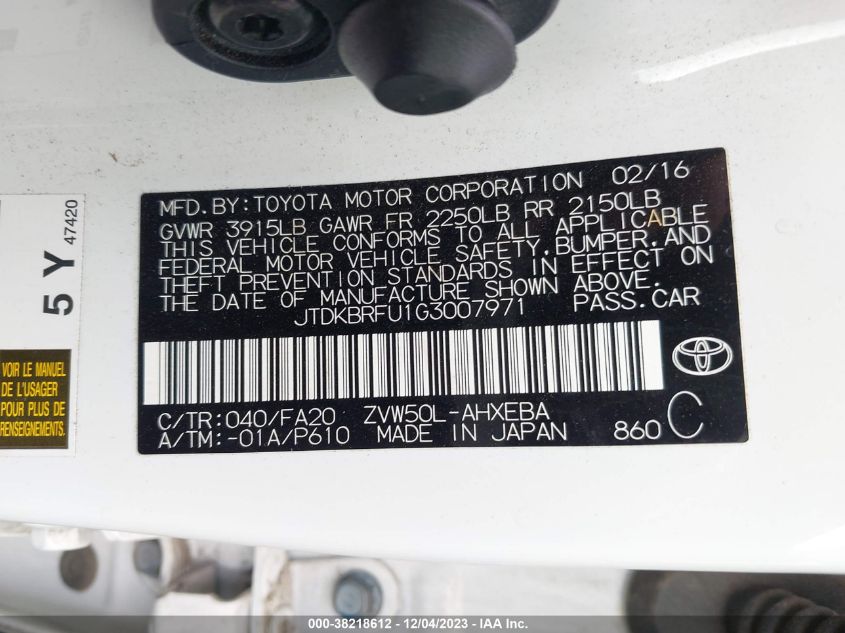 MFD.BY:TOYOTA MOTOR CORPORATION 02/16
GVWR 3915LB GAWR FR 2250LB RR 2150LB
THIS VEHICLE CONFORMS TO ALL APPLICABLE
FEDERAL MOTOR VEHICLE SAFETY,BUMPER,AND
THEFT PREVENTION STANDARDS IN EFFECT ON
THE DATE OF MANUFACTURE SHOWN ABOVE.
JTDKBRFU1G3007971 PASS.CAR
C/TR:040/FA20 ZVW50L-AHXEBA
A/TM:-01A/P610 MADE IN JAPAN 860 C
5 Y 47420
VOIR LE MANUEL
DE L'USAGER
POUR PLUS DE
RENSEIGNEMENTS.
000-38218612 - 12/04/2023 - IAA Inc.